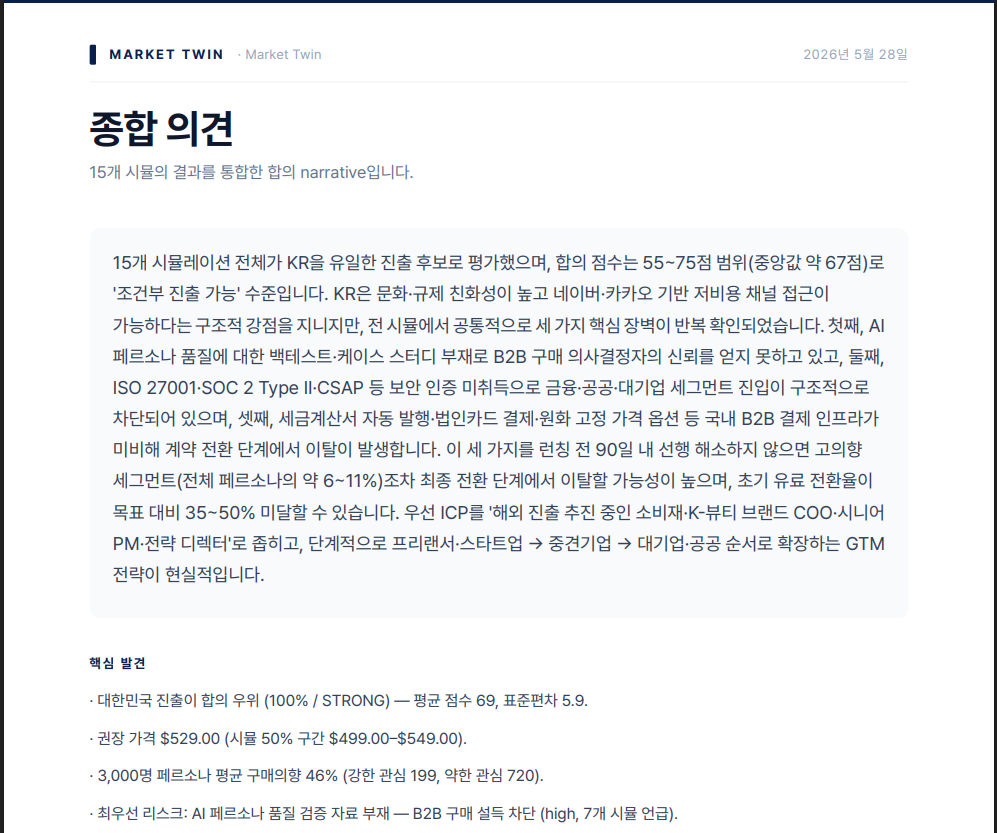 MARKET TWIN · Market Twin 2026년 5월 28일
종합 의견
15개 시뮬의 결과를 통합한 합의 narrative입니다.
15개 시뮬레이션 전체가 KR을 유일한 진출 후보로 평가했으며, 합의 점수는 55~75점 범위(중앙값 약 67점)로
'조건부 진출 가능' 수준입니다. KR은 문화·규제 친화성이 높고 네이버·카카오 기반 저비용 채널 접근이
가능하다는 구조적 강점을 지니지만, 전 시뮬에서 공통적으로 세 가지 핵심 장벽이 반복 확인되었습니다. 첫째, AI
페르소나 품질에 대한 백테스트·케이스 스터디 부재로 B2B 구매 의사결정자의 신뢰를 얻지 못하고 있고, 둘째,
ISO 27001·SOC 2 Type II·CSAP 등 보안 인증 미취득으로 금융·공공·대기업 세그먼트 진입이 구조적으로
차단되어 있으며, 셋째, 세금계산서 자동 발행·법인카드 결제·원화 고정 가격 옵션 등 국내 B2B 결제 인프라가
미비해 계약 전환 단계에서 이탈이 발생합니다. 이 세 가지를 런칭 전 90일 내 선행 해소하지 않으면 고의향
세그먼트(전체 페르소나의 약 6~11%)조차 최종 전환 단계에서 이탈할 가능성이 높으며, 초기 유료 전환율이
목표 대비 35~50% 미달할 수 있습니다. 우선 ICP를 '해외 진출 추진 중인 소비재·K-뷰티 브랜드 COO·시니어
PM·전략 디렉터'로 좁히고, 단계적으로 프리랜서·스타트업 → 중견기업 → 대기업·공공 순서로 확장하는 GTM
전략이 현실적입니다.
핵심 발견
· 대한민국 진출이 합의 우위 (100% / STRONG) — 평균 점수 69, 표준편차 5.9.
· 권장 가격 $529.00 (시뮬 50% 구간 $499.00–$549.00).
· 3,000명 페르소나 평균 구매의향 46% (강한 관심 199, 약한 관심 720).
· 최우선 리스크: AI 페르소나 품질 검증 자료 부재 — B2B 구매 설득 차단 (high, 7개 시뮬 언급).